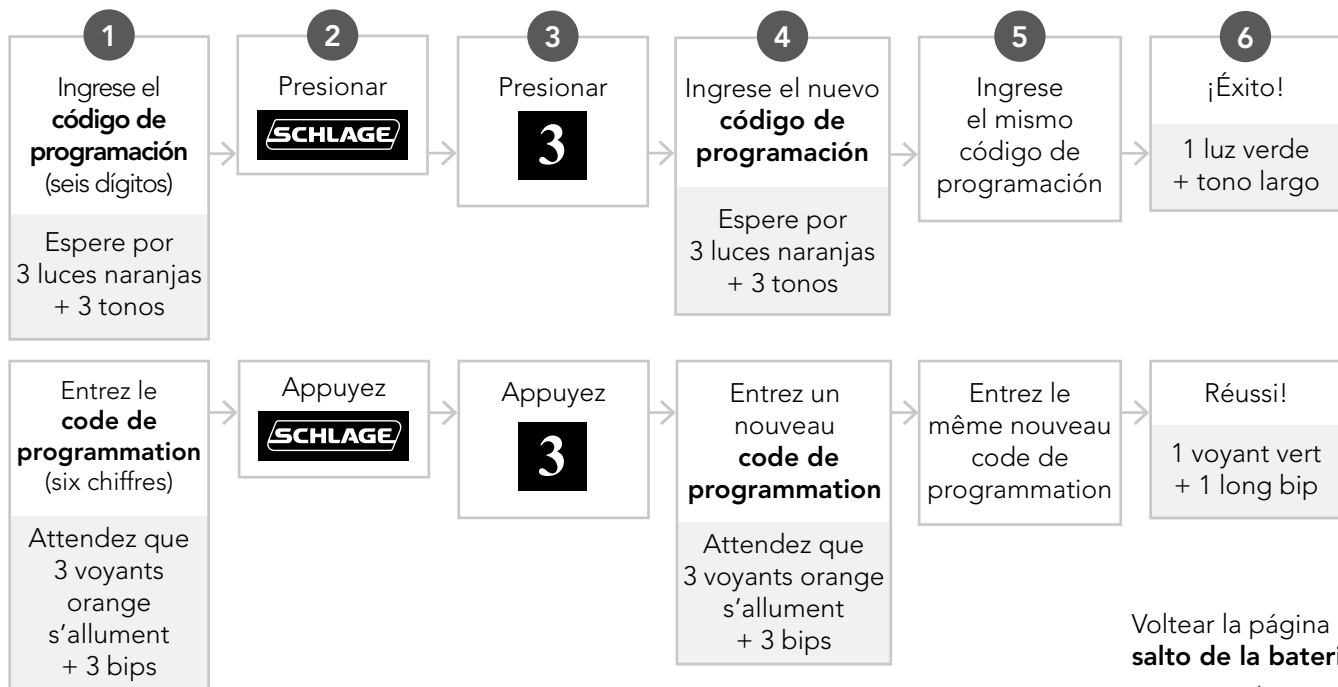 1
Ingrese el
código de
programación
(seis dígitos)
Espere por
3 luces naranjas
+ 3 tonos
2
Presionar
SCHLAGE
3
Presionar
3
4
Ingrese el nuevo
código de
programación
Espere por
3 luces naranjas
+ 3 tonos
5
Ingrese
el mismo
código de
programación
6
¡Éxito!
1 luz verde
+ tono largo
Entrez le
code de
programmation
(six chiffres)
Attendez que
3 voyants
orange
s’allument
+ 3 bips
Appuyez
SCHLAGE
Appuyez
3
Entrez un
nouveau
code de
programmation
Attendez que
3 voyants orange
s’allument
+ 3 bips
Entrez le
même nouveau
code de
programmation
Réussi!
1 voyant vert
+ 1 long bip
Voltear la página
salto de la